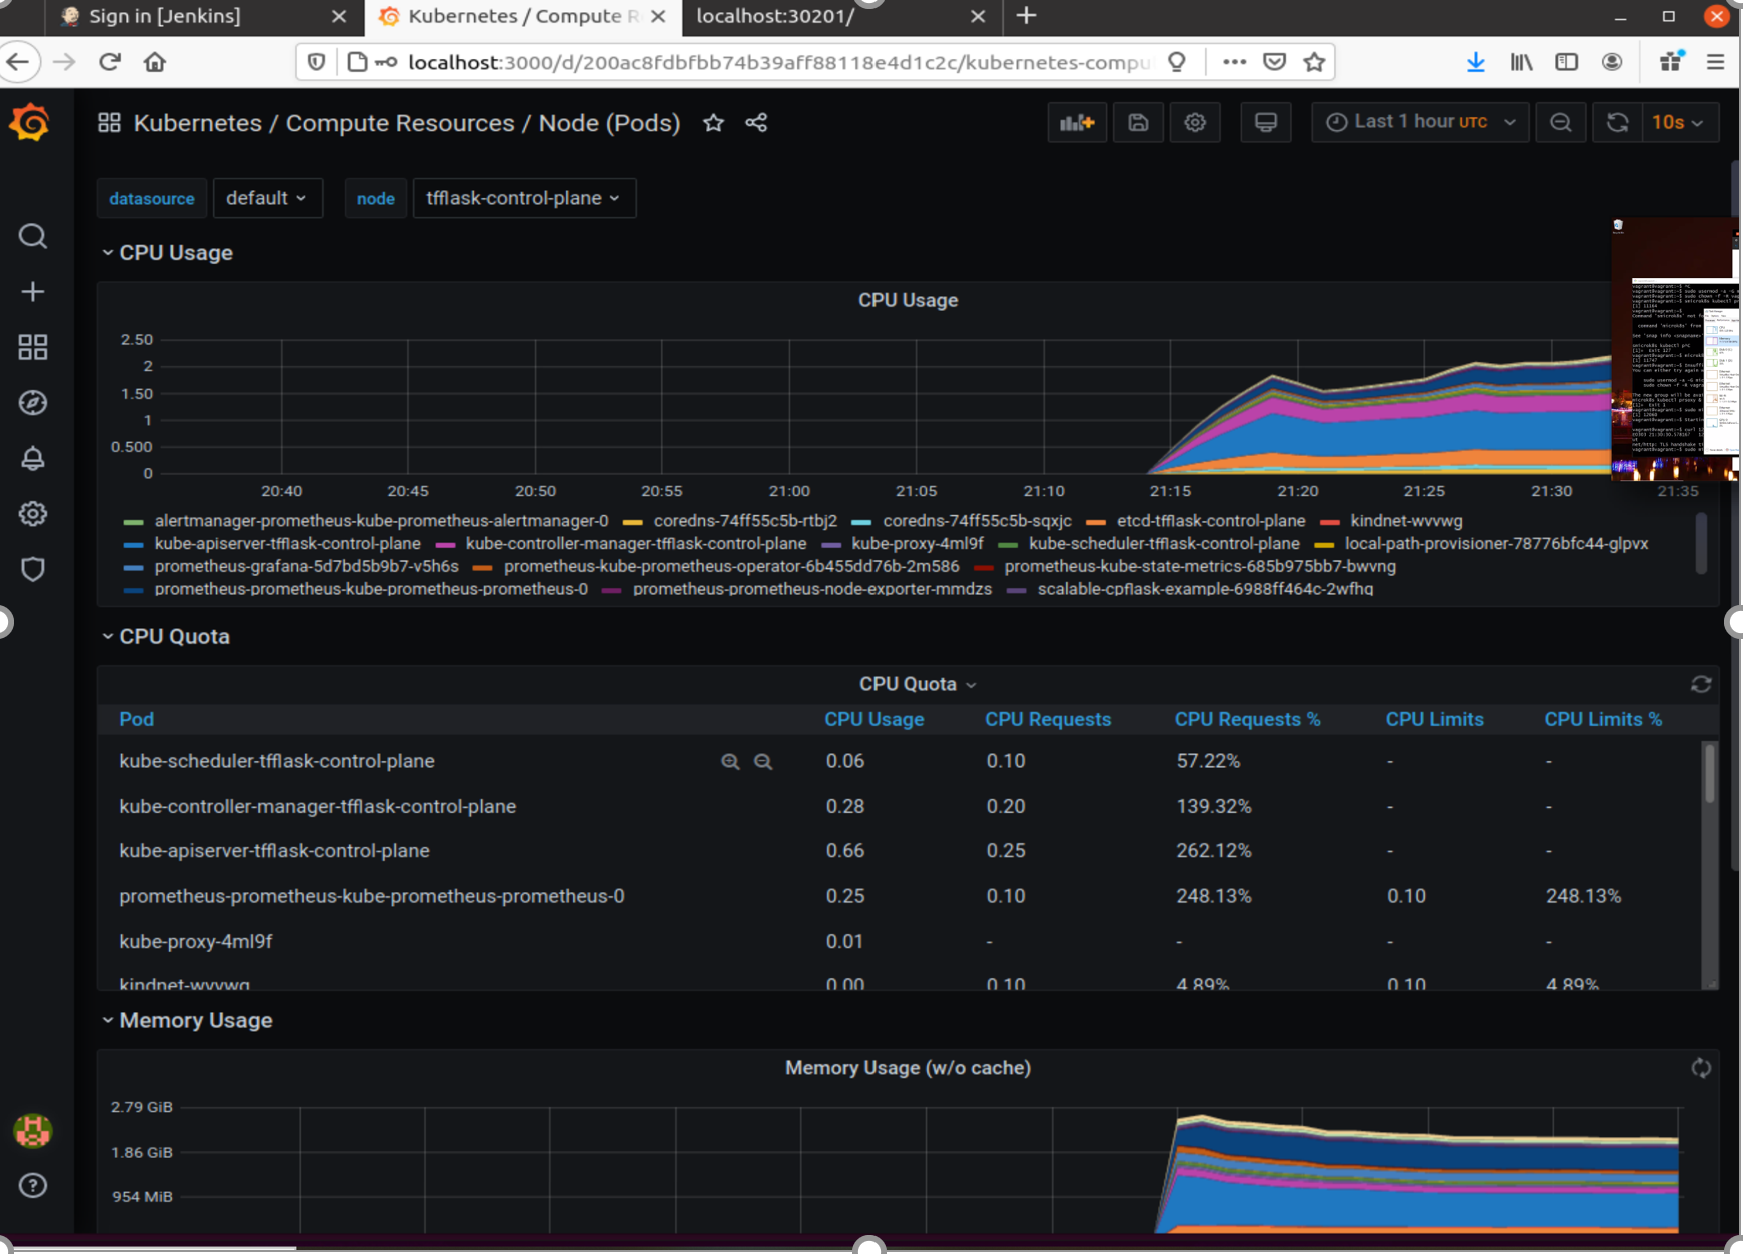 Sign in [Jenkins]
Kubernetes / Compute R
localhost:30201/
localhost:3000/d/200ac8fdbfbb74b39aff88118e4d1c2c/kubernetes-compu
Kubernetes / Compute Resources / Node (Pods)
Last 1 hour UTC
10s
datasource default node tfflask-control-plane
CPU Usage
CPU Usage
2.50
2
1.50
1
0.500
0
20:40 20:45 20:50 20:55 21:00 21:05 21:10 21:15 21:20 21:25 21:30 21:35
alertmanager-prometheus-kube-prometheus-alertmanager-0 coredns-74ff55c5b-rtbj2 coredns-74ff55c5b-sqxjc etcd-tfflask-control-plane kindnet-wvvwg
kube-apiserver-tfflask-control-plane kube-controller-manager-tfflask-control-plane kube-proxy-4ml9f kube-scheduler-tfflask-control-plane local-path-provisioner-78776bfc44-glpvx
prometheus-grafana-5d7bd5b9b7-v5h6s prometheus-kube-prometheus-operator-6b455dd76b-2m586 prometheus-kube-state-metrics-685b975bb7-bwvng
prometheus-prometheus-kube-prometheus-prometheus-0 prometheus-prometheus-node-exporter-mmdzs scalable-cpflask-example-6988ff464c-2wfhq
CPU Quota
CPU Quota
Pod CPU Usage CPU Requests CPU Requests % CPU Limits CPU Limits %
kube-scheduler-tfflask-control-plane 0.06 0.10 57.22% - -
kube-controller-manager-tfflask-control-plane 0.28 0.20 139.32% - -
kube-apiserver-tfflask-control-plane 0.66 0.25 262.12% - -
prometheus-prometheus-kube-prometheus-prometheus-0 0.25 0.10 248.13% 0.10 248.13%
kube-proxy-4ml9f 0.01 - - - -
kindnet-wvvwg 0.00 0.10 4.89% 0.10 4.89%
Memory Usage
Memory Usage (w/o cache)
2.79 GiB
1.86 GiB
954 MiB